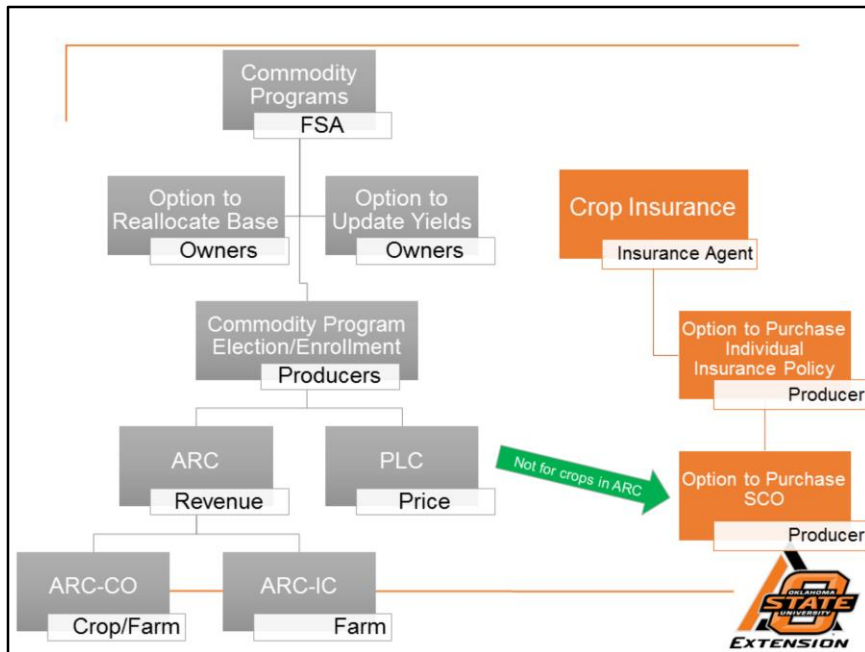 Commodity
Programs
FSA
Option to
Reallocate Base
Owners
Option to
Update Yields
Owners
Commodity Program
Election/Enrollment
Producers
ARC
Revenue
PLC
Price
ARC-CO
Crop/Farm
ARC-IC
Farm
Crop Insurance
Insurance Agent
Option to Purchase
Individual
Insurance Policy
Producer
Not for crops in ARC
Option to Purchase
SCO
Producer
OKLAHOMA
STATE
UNIVERSITY
EXTENSION